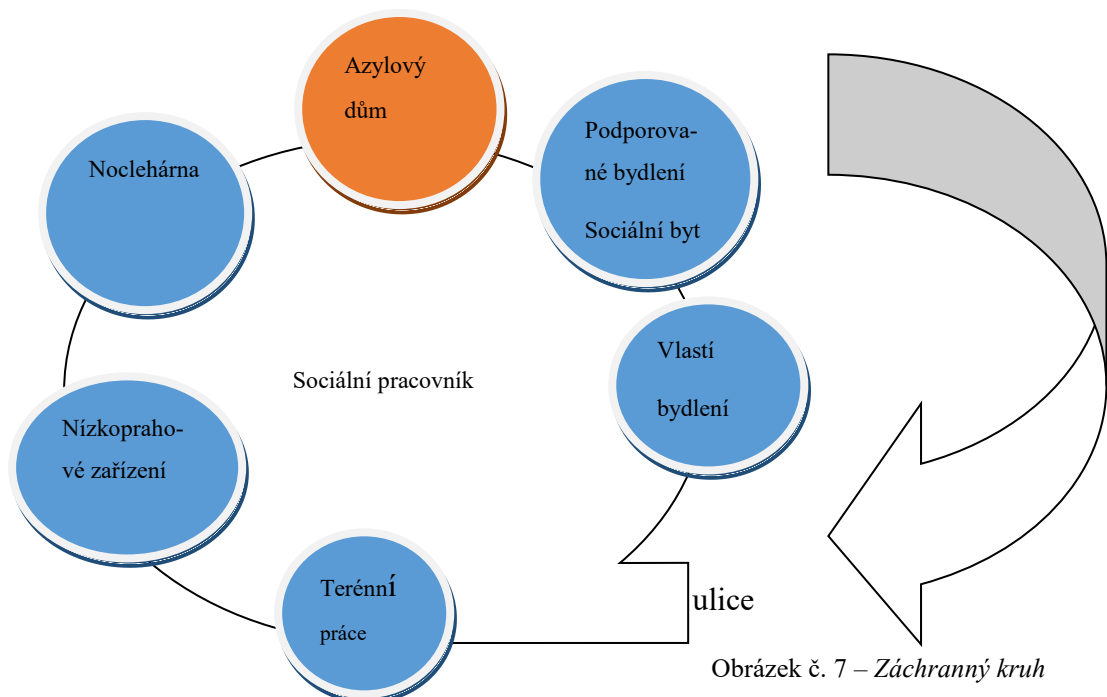 Azylový
dům
Podporova-
né bydlení
Sociální byt
Noclehárna
Vlastí
bydlení
Sociální pracovník
Nízkopraho-
vé zařízení
Terénní
práce
ulice
Obrázek č. 7 – Záchranný kruh